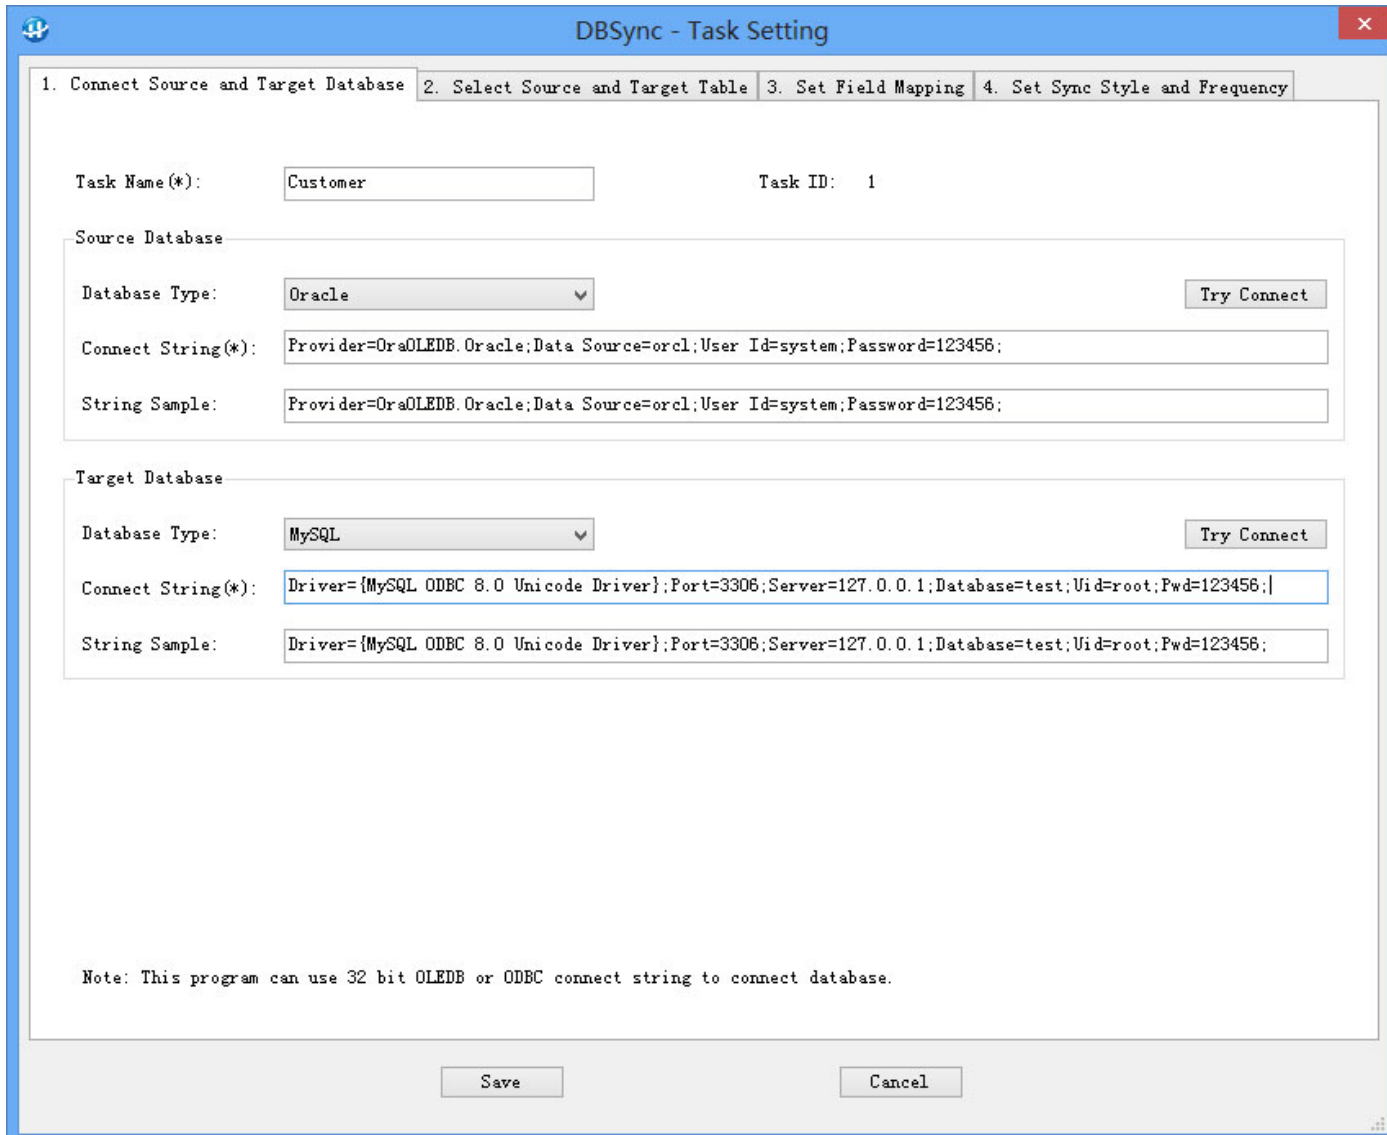 DBSync - Task Setting
1. Connect Source and Target Database 2. Select Source and Target Table 3. Set Field Mapping 4. Set Sync Style and Frequency
Task Name(*): Customer Task ID: 1
Source Database
Database Type: Oracle Try Connect
Connect String(*): Provider=OraOLEDB.Oracle;Data Source=orcl;User Id=system;Password=123456;
String Sample: Provider=OraOLEDB.Oracle;Data Source=orcl;User Id=system;Password=123456;
Target Database
Database Type: MySQL Try Connect
Connect String(*): Driver={MySQL ODBC 8.0 Unicode Driver};Port=3306;Server=127.0.0.1;Database=test;Uid=root;Pwd=123456;
String Sample: Driver={MySQL ODBC 8.0 Unicode Driver};Port=3306;Server=127.0.0.1;Database=test;Uid=root;Pwd=123456;
Note: This program can use 32 bit OLEDB or ODBC connect string to connect database.
Save Cancel